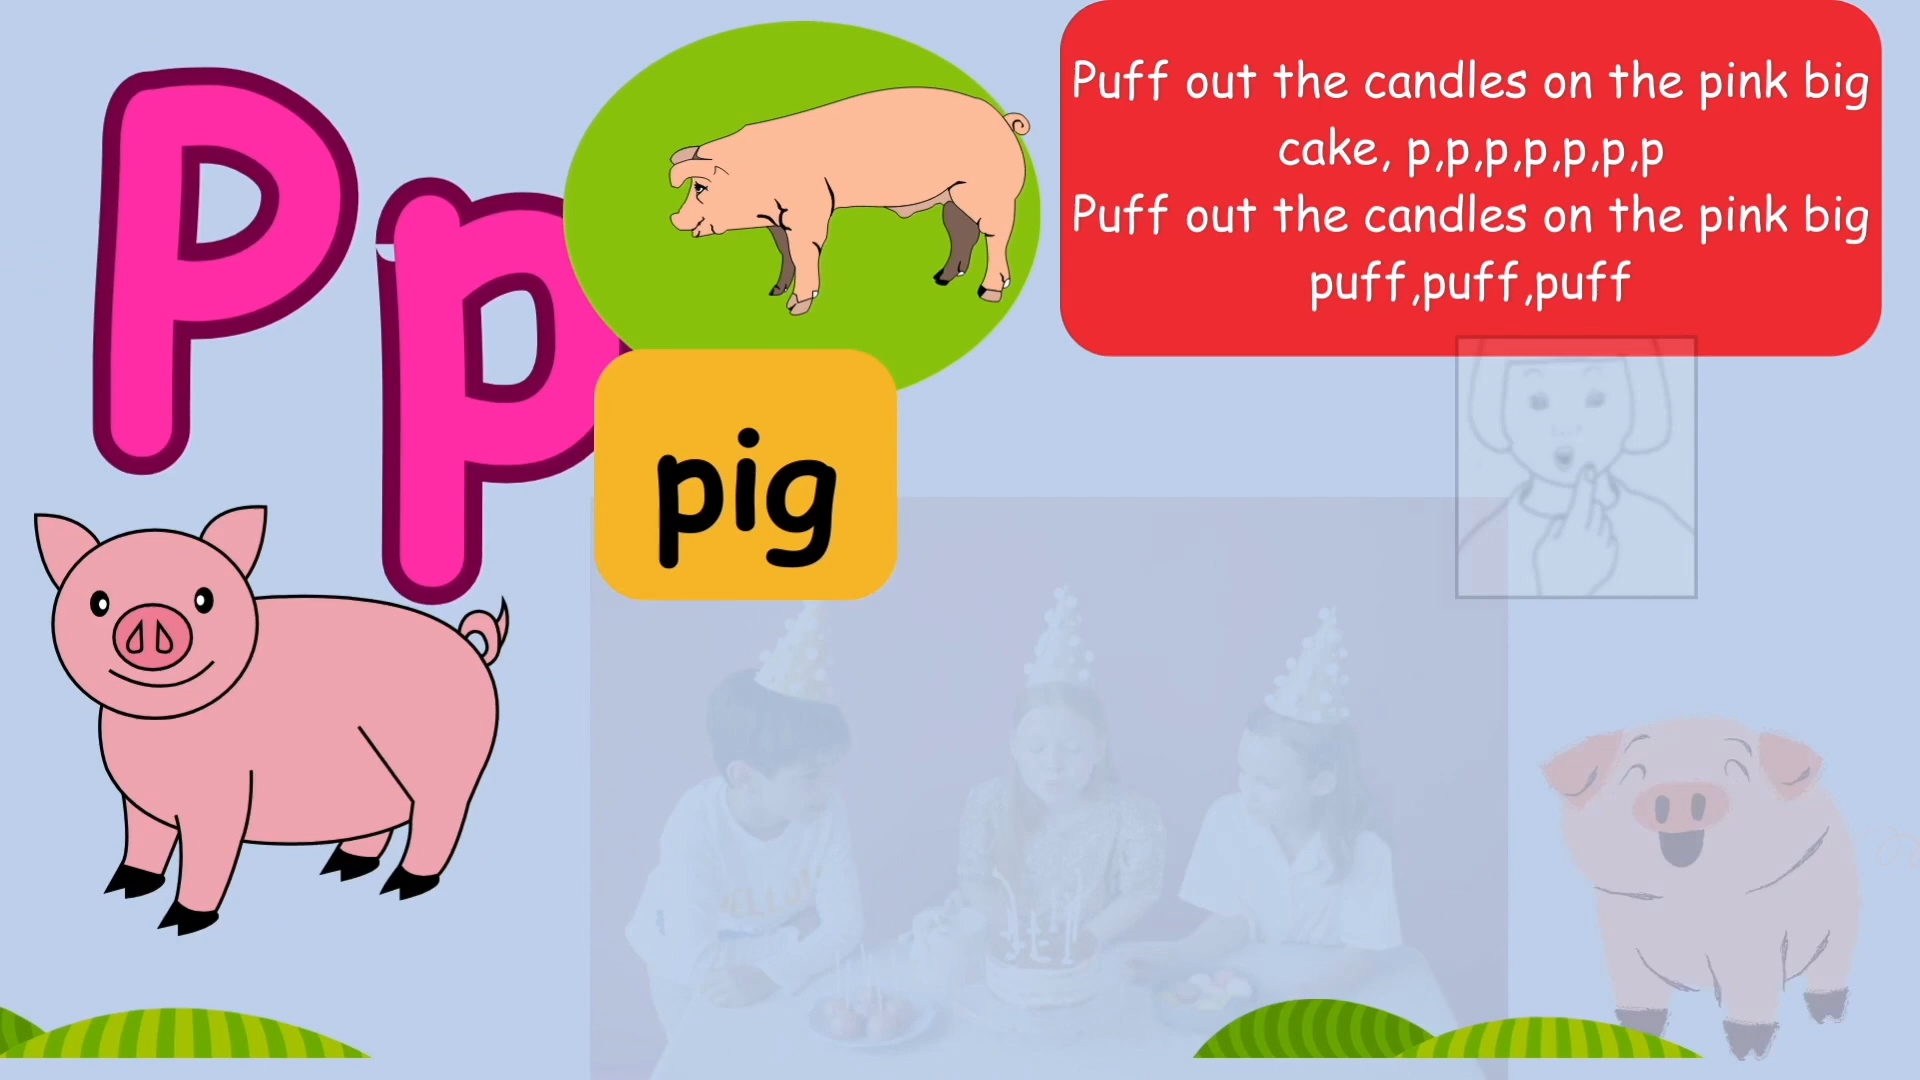 Pp
Puff out the candles on the pink big
cake, p,p,p,p,p,p,p
Puff out the candles on the pink big
puff,puff,puff
pig